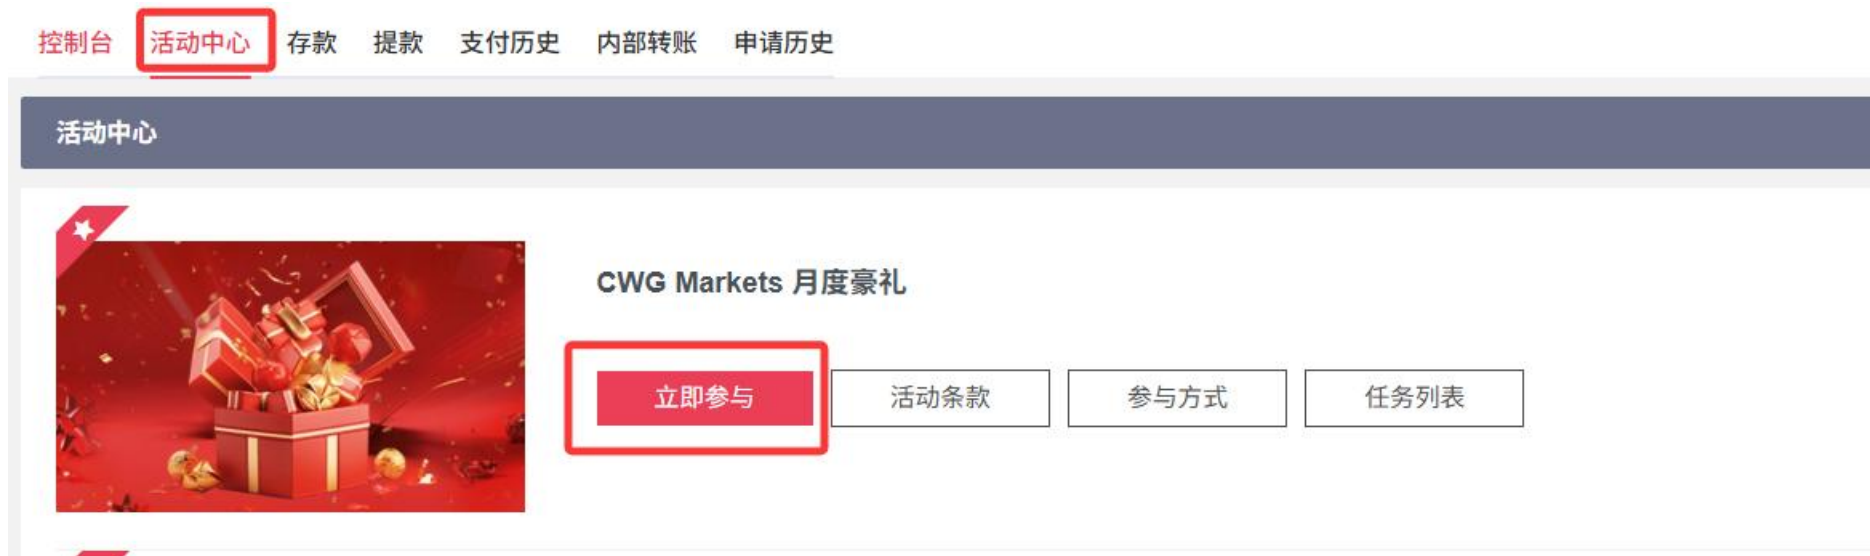 控制台 活动中心 存款 提款 支付历史 内部转账 申请历史
活动中心
CWG Markets 月度豪礼
立即参与 活动条款 参与方式 任务列表